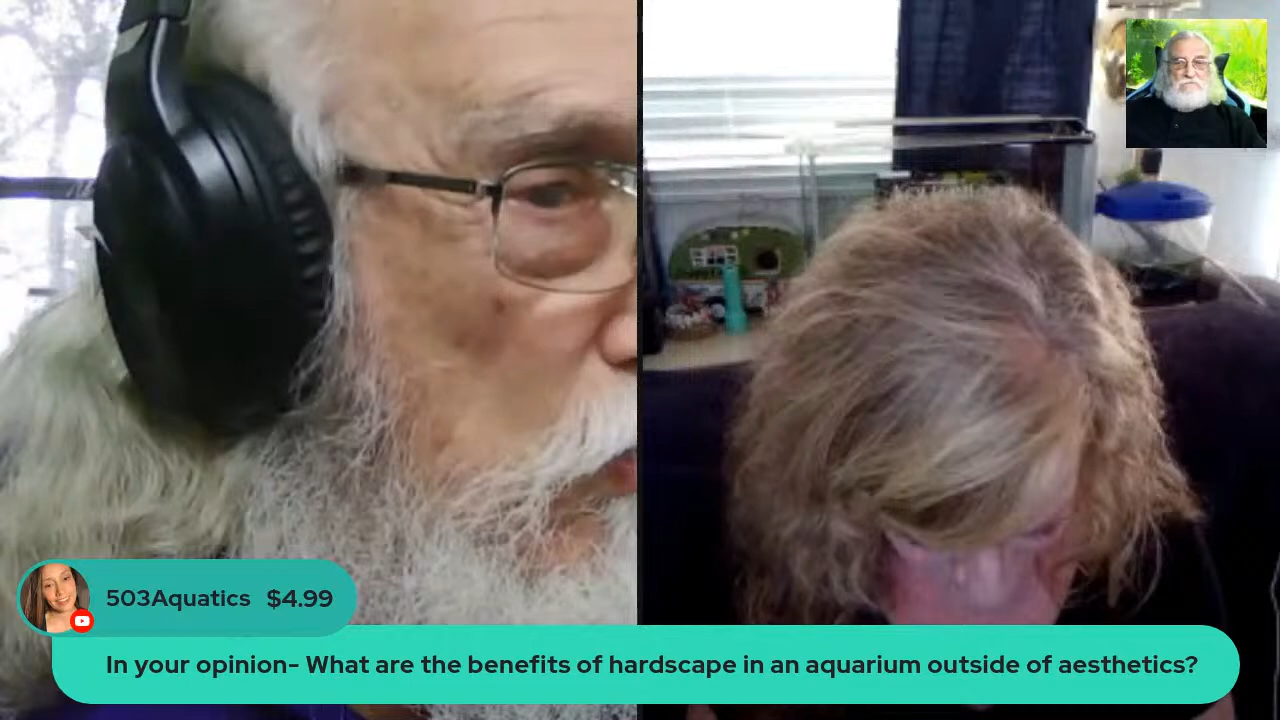 503Aquatics $4.99
In your opinion- What are the benefits of hardscape in an aquarium outside of aesthetics?